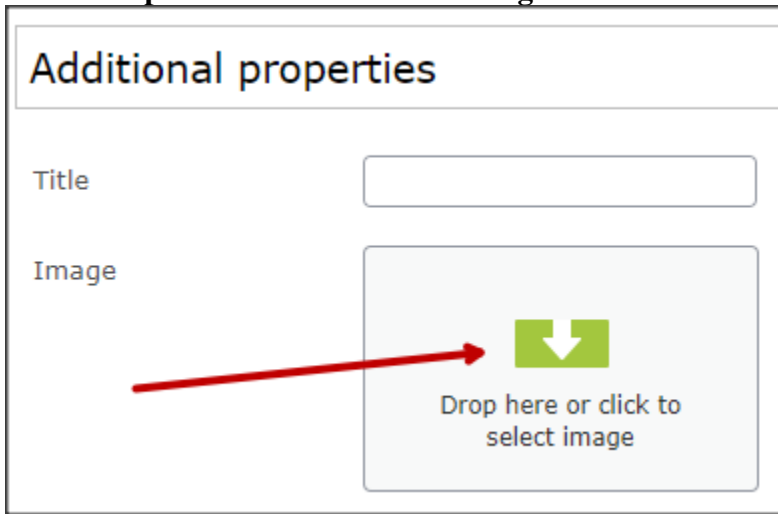 Additional properties
Title
Image
Drop here or click to
select image